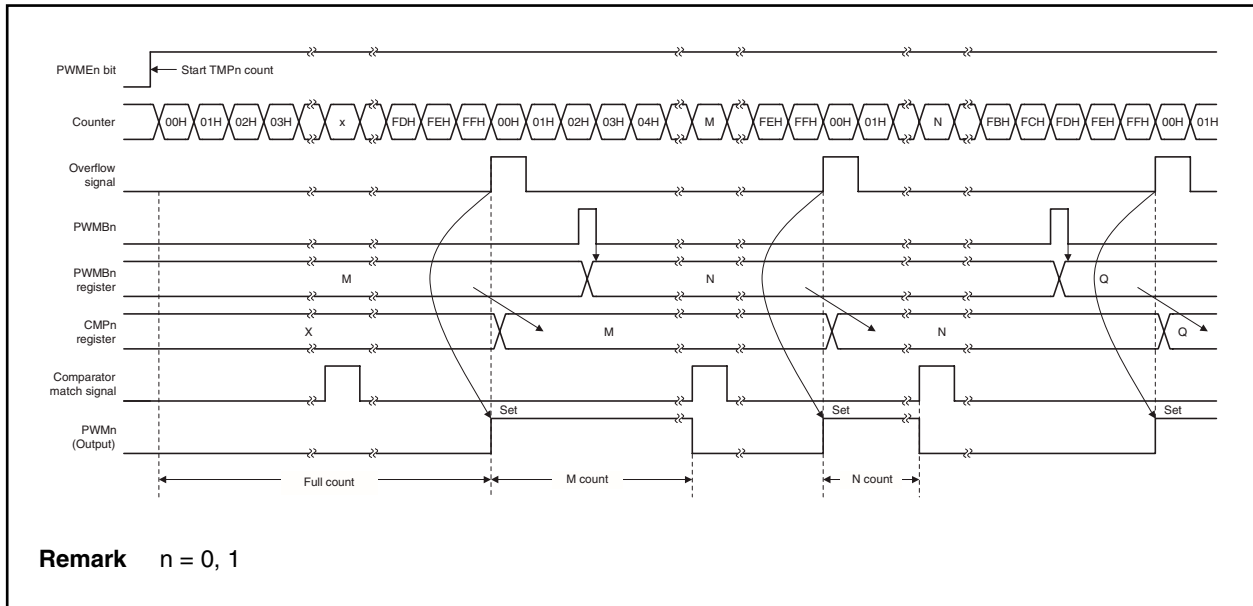 PWMEn bit
Start TMPn count
Counter
00H 01H 02H 03H x FDH FEH FFH 00H 01H 02H 03H 04H M FEH FFH 00H 01H N FBH FCH FDH FEH FFH 00H 01H
Overflow
signal
PWMBn
PWMBn
register
M N Q
CMPn
register
X M N Q
Comparator
match signal
Set Set Set
PWMn
(Output)
Full count M count N count
Remark n = 0, 1